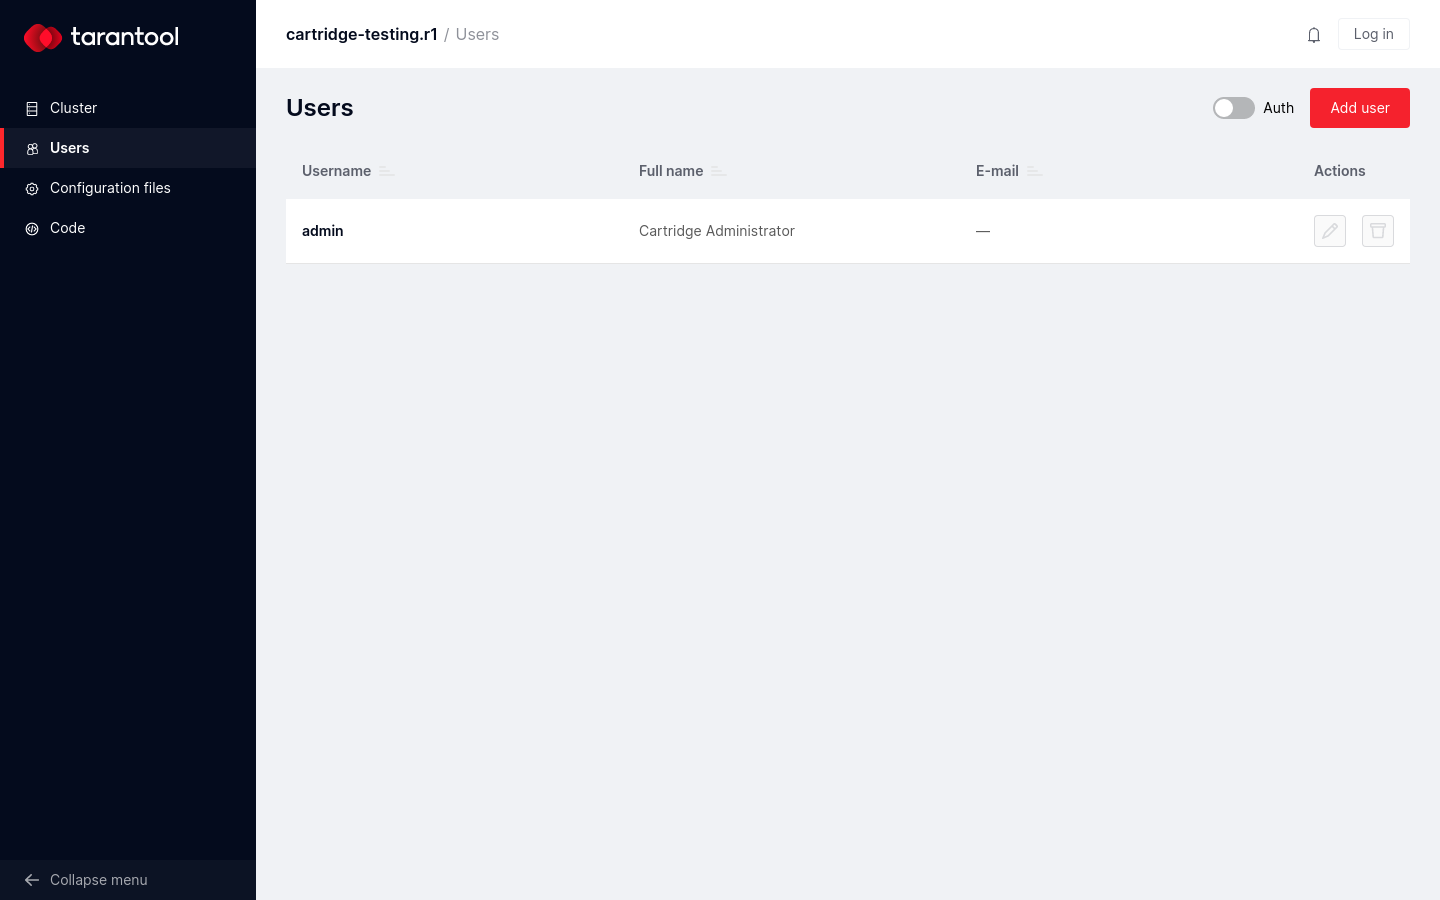 tarantool
Cluster
Users
Configuration files
Code
Collapse menu
cartridge-testing.r1 / Users
Log in
Users
Auth
Add user
Username Full name E-mail Actions
admin Cartridge Administrator —